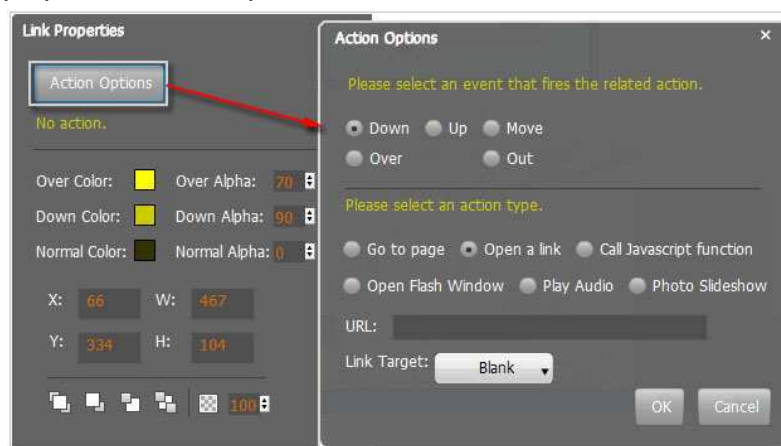 Link Properties
Action Options
No action.
Over Color: Over Alpha: 70
Down Color: Down Alpha: 90
Normal Color: Normal Alpha: 0
X: 66 W: 467
Y: 334 H: 104
100
Action Options ×
Please select an event that fires the related action.
Down Up Move
Over Out
Please select an action type.
Go to page Open a link Call Javascript function
Open Flash Window Play Audio Photo Slideshow
URL:
Link Target: Blank
OK Cancel